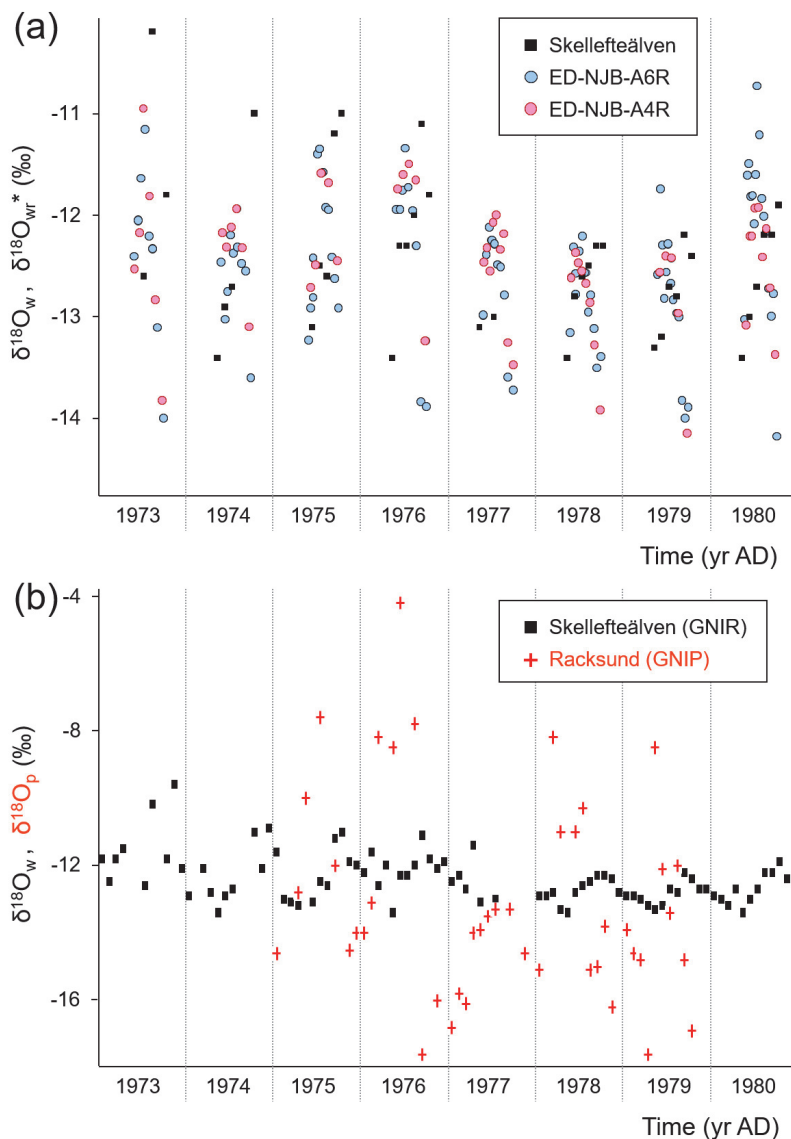 (a)
Skellefteälven
ED-NJB-A6R
ED-NJB-A4R
δ¹⁸Ow, δ¹⁸Owr* (‰)
-11
-12
-13
-14
1973 1974 1975 1976 1977 1978 1979 1980
Time (yr AD)
(b)
Skellefteälven (GNIR)
Racksund (GNIP)
δ¹⁸Ow, δ¹⁸Op (‰)
-4
-8
-12
-16
1973 1974 1975 1976 1977 1978 1979 1980
Time (yr AD)